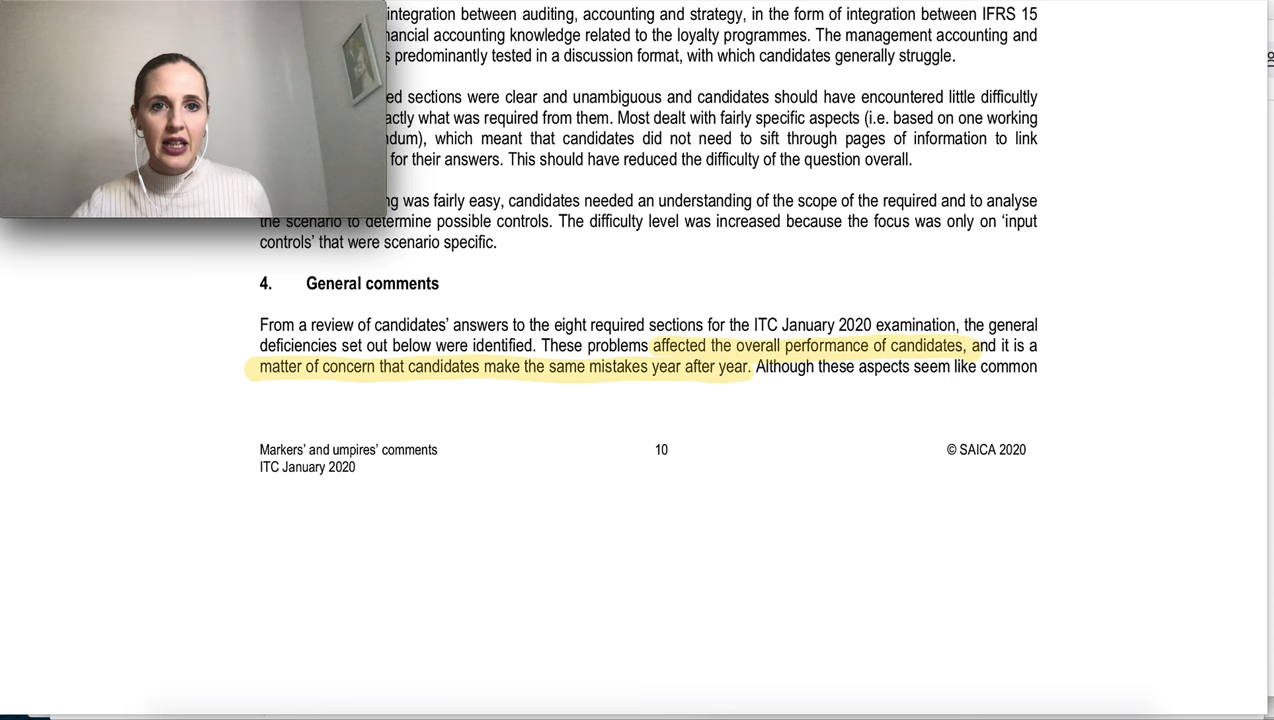 integration between auditing, accounting and strategy, in the form of integration between IFRS 15
nancial accounting knowledge related to the loyalty programmes. The management accounting and
s predominantly tested in a discussion format, with which candidates generally struggle.
ed sections were clear and unambiguous and candidates should have encountered little difficultly
actly what was required from them. Most dealt with fairly specific aspects (i.e. based on one working
ndum), which meant that candidates did not need to sift through pages of information to link
for their answers. This should have reduced the difficulty of the question overall.
ng was fairly easy, candidates needed an understanding of the scope of the required and to analyse
the scenario to determine possible controls. The difficulty level was increased because the focus was only on ‘input
controls’ that were scenario specific.
4. General comments
From a review of candidates’ answers to the eight required sections for the ITC January 2020 examination, the general
deficiencies set out below were identified. These problems affected the overall performance of candidates, and it is a
matter of concern that candidates make the same mistakes year after year. Although these aspects seem like common
Markers’ and umpires’ comments 10 © SAICA 2020
ITC January 2020